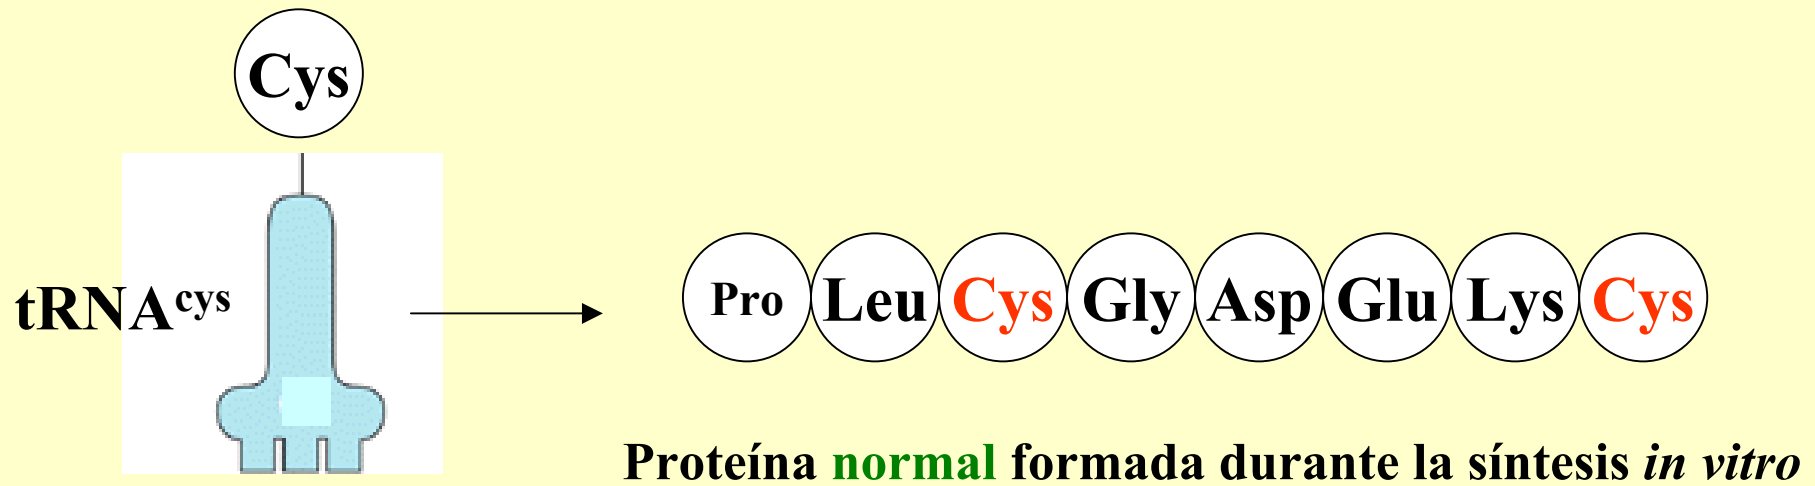 Cys
tRNAcys
Pro Leu Cys Gly Asp Glu Lys Cys
Proteína normal formada durante la síntesis in vitro